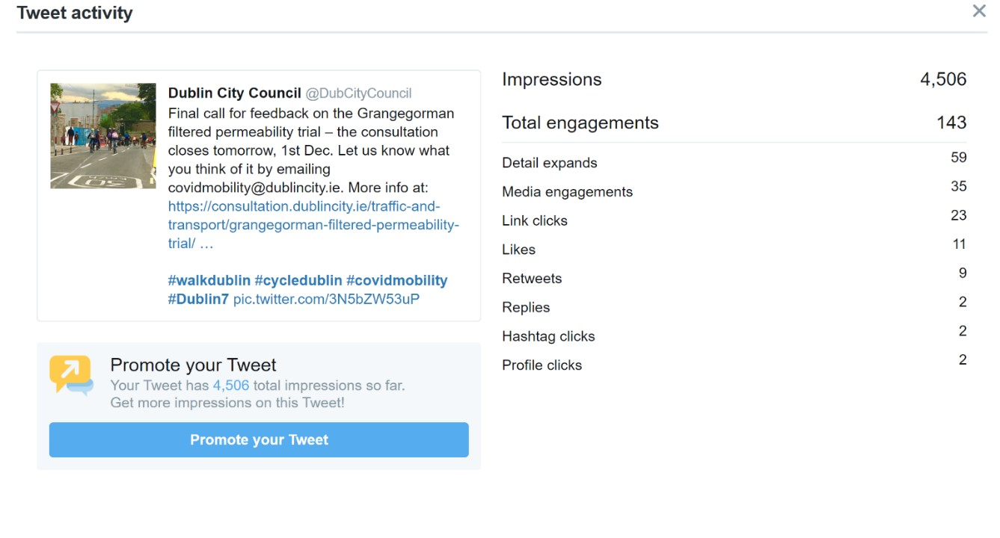 Tweet activity
Dublin City Council @DubCityCouncil
Final call for feedback on the Grangegorman
filtered permeability trial – the consultation
closes tomorrow, 1st Dec. Let us know what
you think of it by emailing
covidmobility@dublincity.ie. More info at:
https://consultation.dublincity.ie/traffic-and-
transport/grangegorman-filtered-permeability-
trial/ …
#walkdublin #cycledublin #covidmobility
#Dublin7 pic.twitter.com/3N5bZW53uP
Promote your Tweet
Your Tweet has 4,506 total impressions so far.
Get more impressions on this Tweet!
Promote your Tweet
Impressions 4,506
Total engagements 143
Detail expands 59
Media engagements 35
Link clicks 23
Likes 11
Retweets 9
Replies 2
Hashtag clicks 2
Profile clicks 2